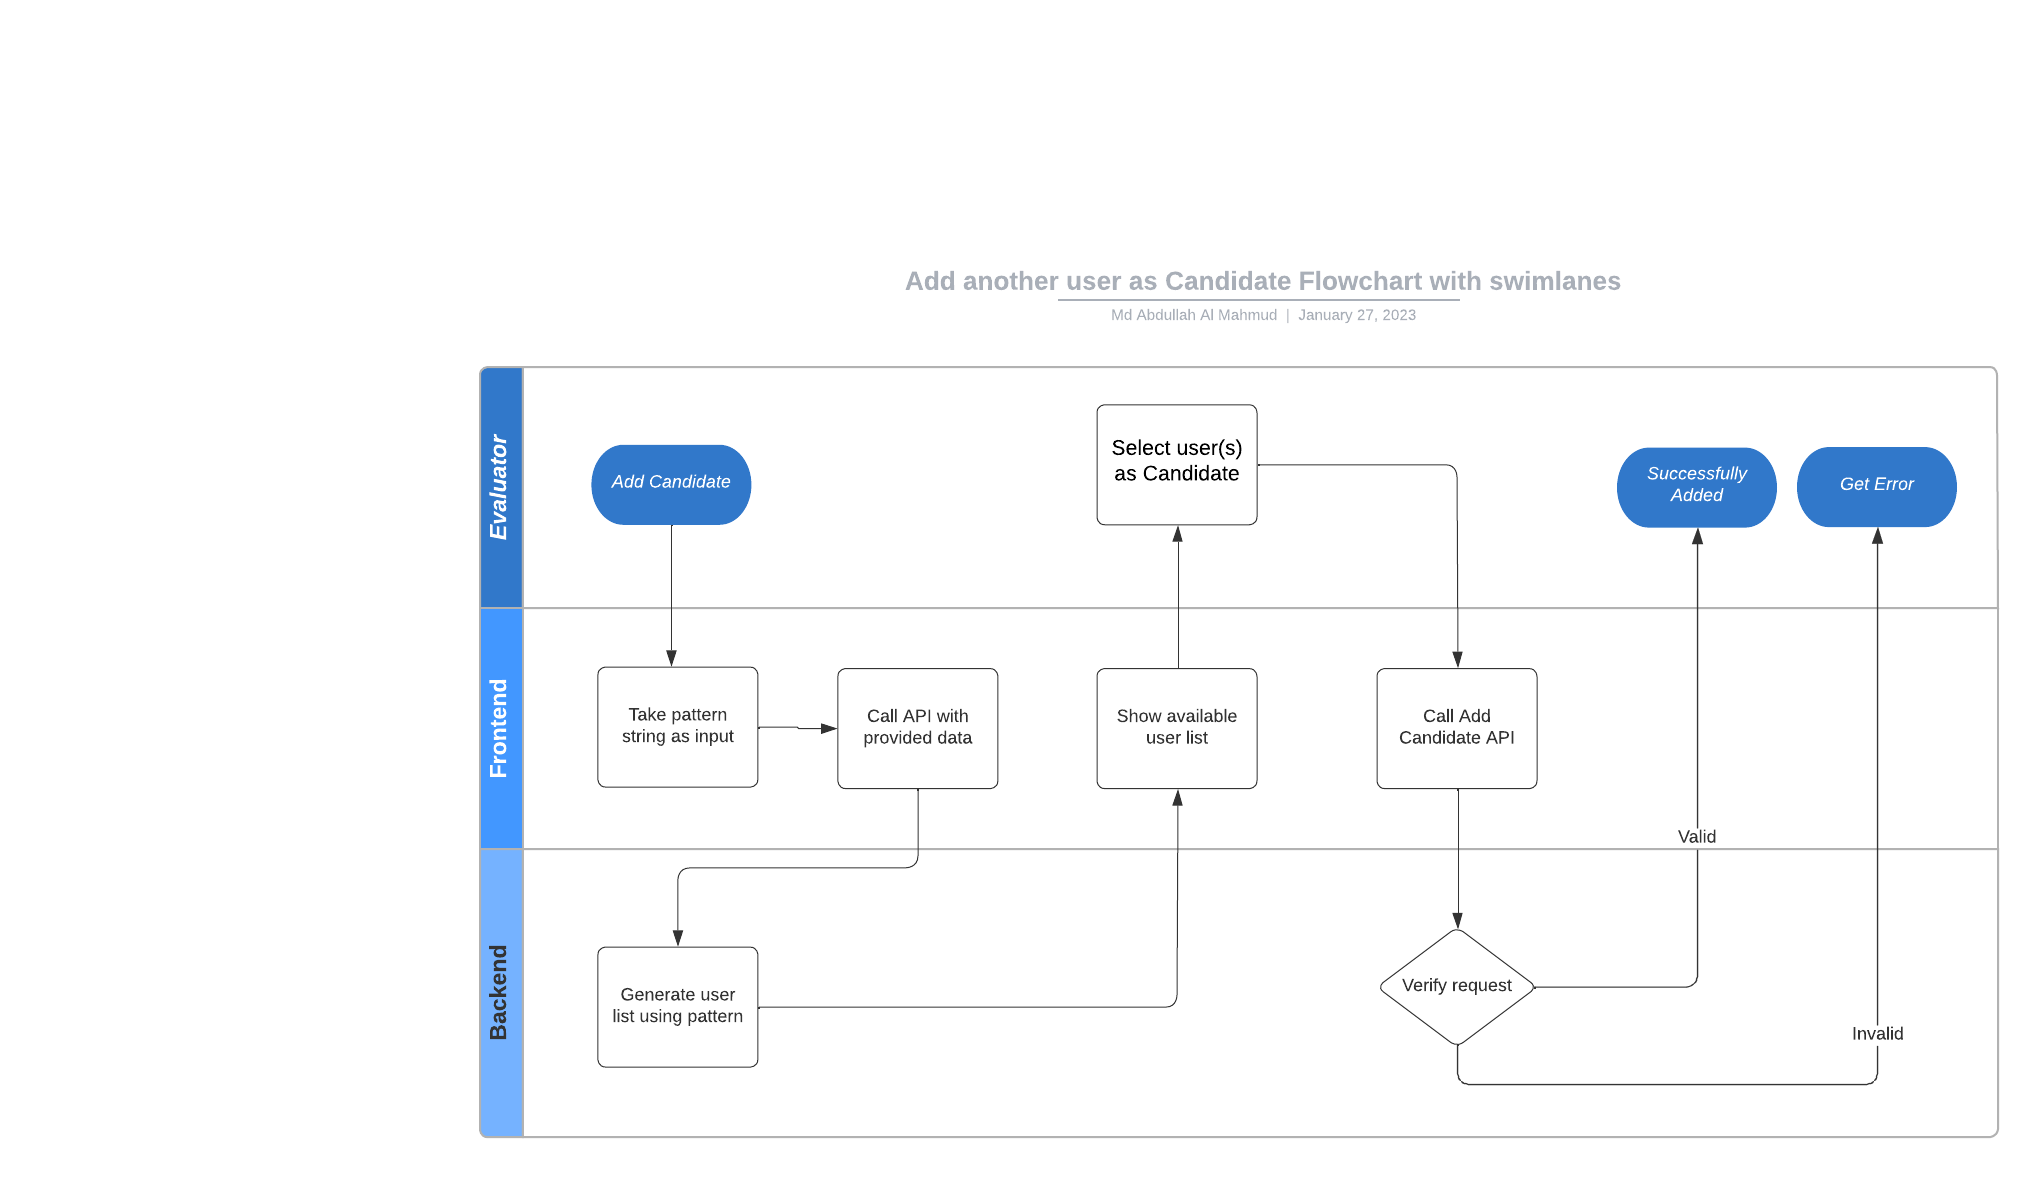 Add another user as Candidate Flowchart with swimlanes
Md Abdullah Al Mahmud | January 27, 2023
Evaluator
Add Candidate
Select user(s)
as Candidate
Successfully
Added
Get Error
Frontend
Take pattern
string as input
Call API with
provided data
Show available
user list
Call Add
Candidate API
Valid
Backend
Generate user
list using pattern
Verify request
Invalid